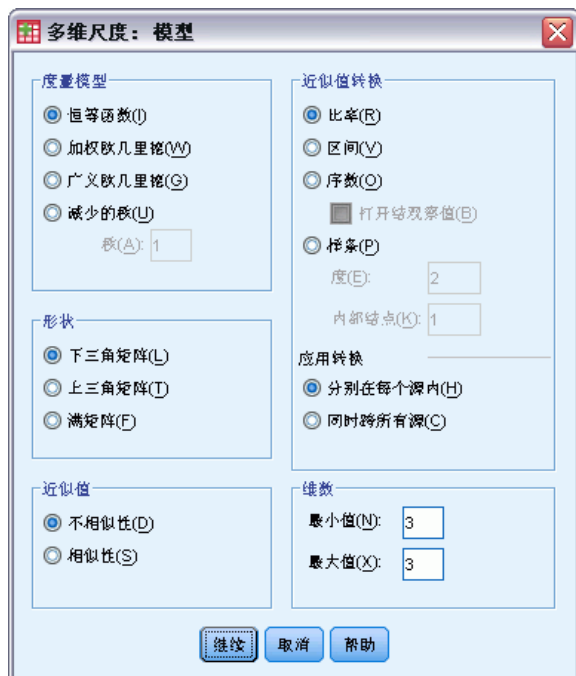 多维尺度：模型
度量模型
恒等函数(I)
加权欧几里德(W)
广义欧几里德(G)
减少的秩(U)
秩(A): 1
形状
下三角矩阵(L)
上三角矩阵(T)
满矩阵(F)
近似值
不相似性(D)
相似性(S)
近似值转换
比率(R)
区间(V)
序数(O)
打开结观察值(B)
样条(P)
度(E): 2
内部结点(K): 1
应用转换
分别在每个源内(H)
同时跨所有源(C)
维数
最小值(N): 3
最大值(X): 3
继续 取消 帮助